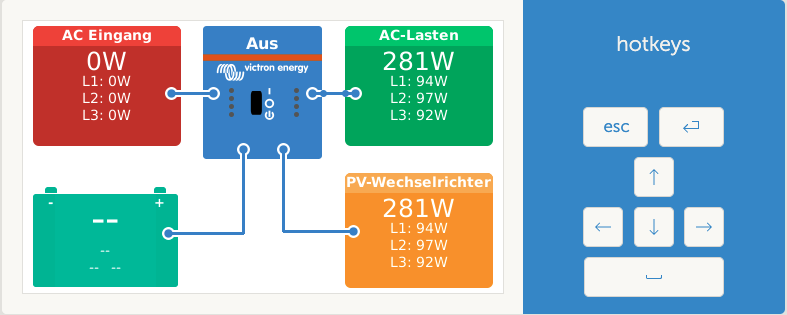 AC Eingang
0W
L1: 0W
L2: 0W
L3: 0W
Aus
victron energy
AC-Lasten
281W
L1: 94W
L2: 97W
L3: 92W
- +
--
--
-- --
PV-Wechselrichter
281W
L1: 94W
L2: 97W
L3: 92W
hotkeys
esc